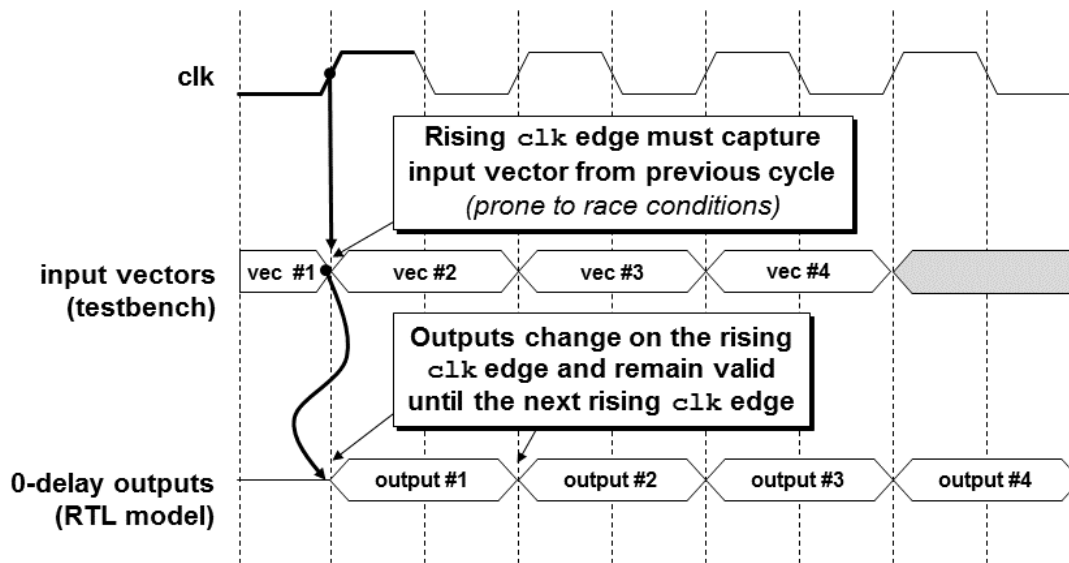 clk
Rising clk edge must capture
input vector from previous cycle
(prone to race conditions)
input vectors
(testbench)
vec #1
vec #2
vec #3
vec #4
Outputs change on the rising
clk edge and remain valid
until the next rising clk edge
0-delay outputs
(RTL model)
output #1
output #2
output #3
output #4